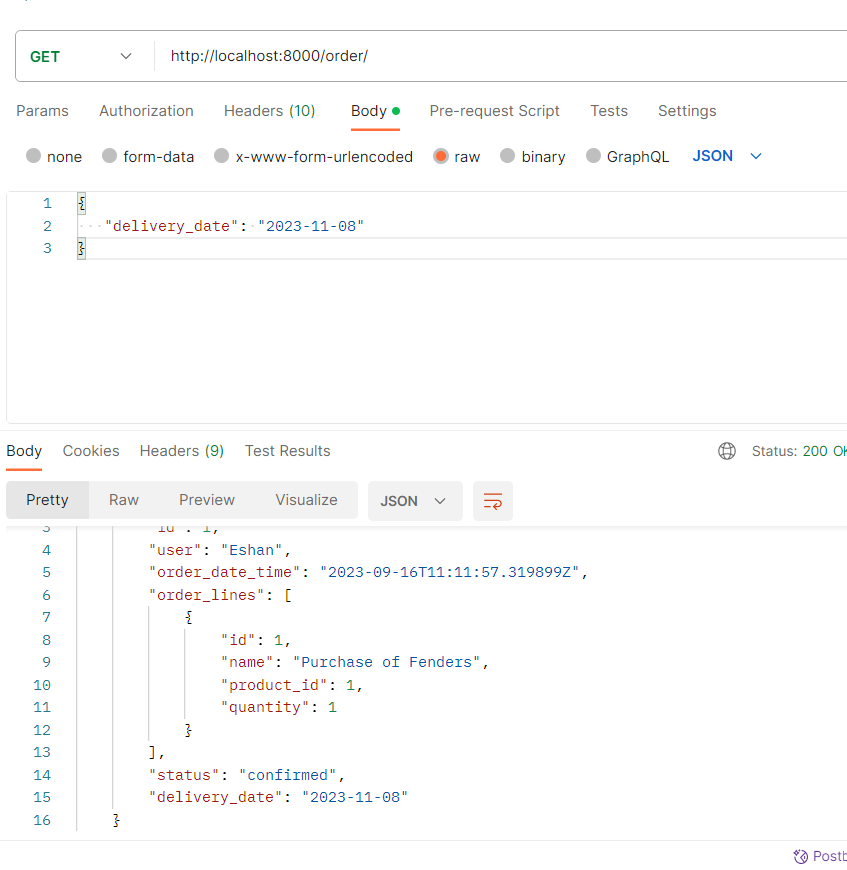 GET http://localhost:8000/order/
Params Authorization Headers (10) Body Pre-request Script Tests Settings
none form-data x-www-form-urlencoded raw binary GraphQL JSON
1 {
2 "delivery_date": "2023-11-08"
3 }
Body Cookies Headers (9) Test Results Status: 200 OK
Pretty Raw Preview Visualize JSON
3 "id": 1,
4 "user": "Eshan",
5 "order_date_time": "2023-09-16T11:11:57.319899Z",
6 "order_lines": [
7 {
8 "id": 1,
9 "name": "Purchase of Fenders",
10 "product_id": 1,
11 "quantity": 1
12 }
13 ],
14 "status": "confirmed",
15 "delivery_date": "2023-11-08"
16 }
Postb